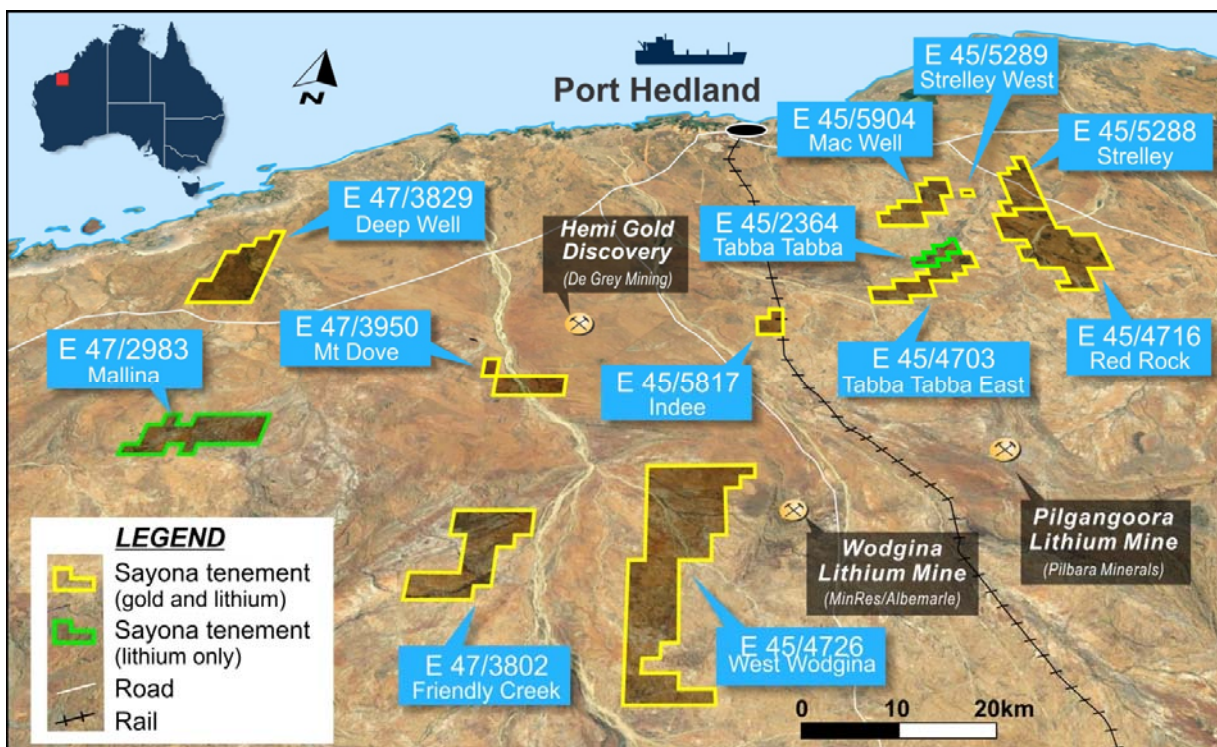 N
Port Hedland
E 45/5289
Strelley West
E 45/5904
Mac Well
E 45/5288
Strelley
E 47/3829
Deep Well
Hemi Gold
Discovery
(De Grey Mining)
E 45/2364
Tabba Tabba
E 47/3950
Mt Dove
E 47/2983
Mallina
E 45/5817
Indee
E 45/4703
Tabba Tabba East
E 45/4716
Red Rock
Wodgina
Lithium Mine
(MinRes/Albemarle)
Pilgangoora
Lithium Mine
(Pilbara Minerals)
E 47/3802
Friendly Creek
E 45/4726
West Wodgina
LEGEND
Sayona tenement
(gold and lithium)
Sayona tenement
(lithium only)
Road
Rail
0 10 20km